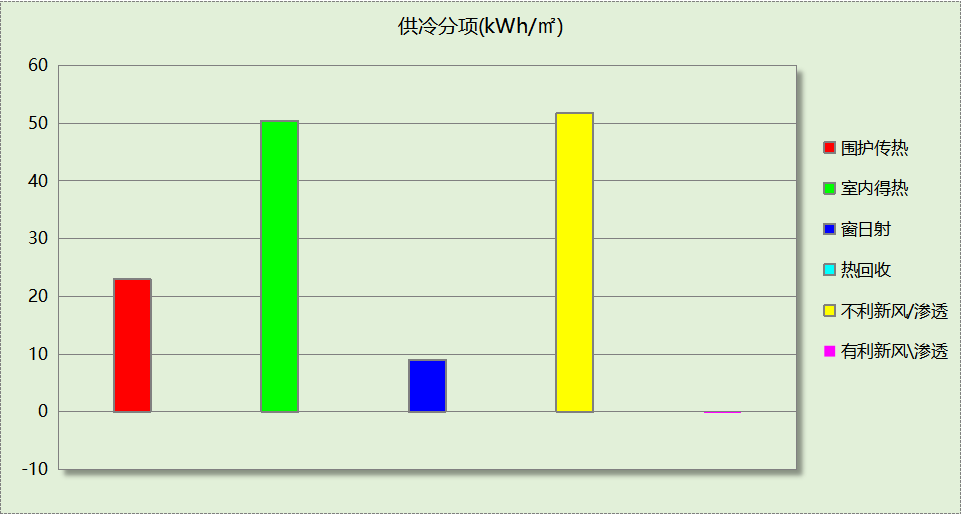 供冷分项(kWh/㎡)
60
50
40
30
20
10
0
-10
围护传热
室内得热
窗日射
热回收
不利新风/渗透
有利新风\渗透